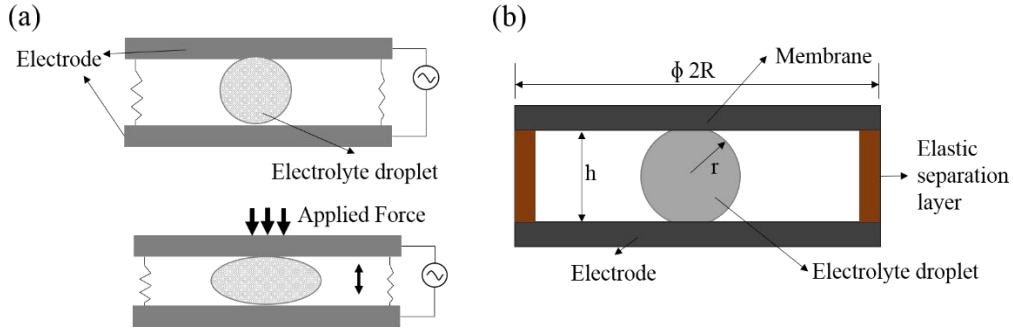 (a)
Electrode
Electrolyte droplet
Applied Force
(b)
Membrane
ϕ 2R
h
r
Elastic
separation
layer
Electrode
Electrolyte droplet